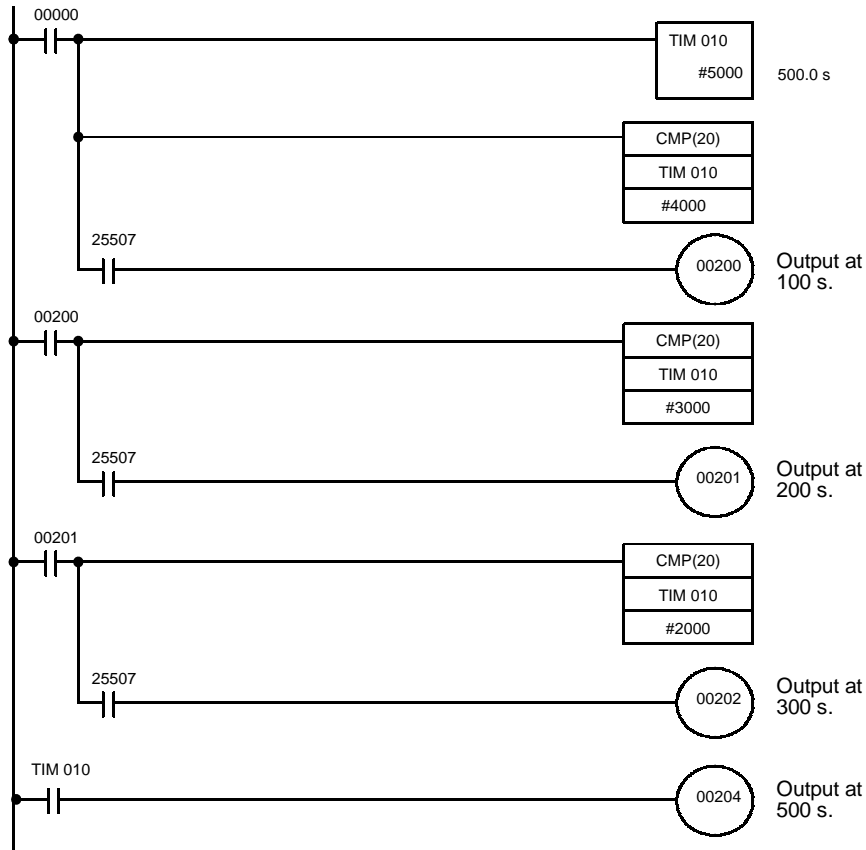 00000
TIM 010
#5000
500.0 s
CMP(20)
TIM 010
#4000
25507
00200
Output at
100 s.
00200
CMP(20)
TIM 010
#3000
25507
00201
Output at
200 s.
00201
CMP(20)
TIM 010
#2000
25507
00202
Output at
300 s.
TIM 010
00204
Output at
500 s.